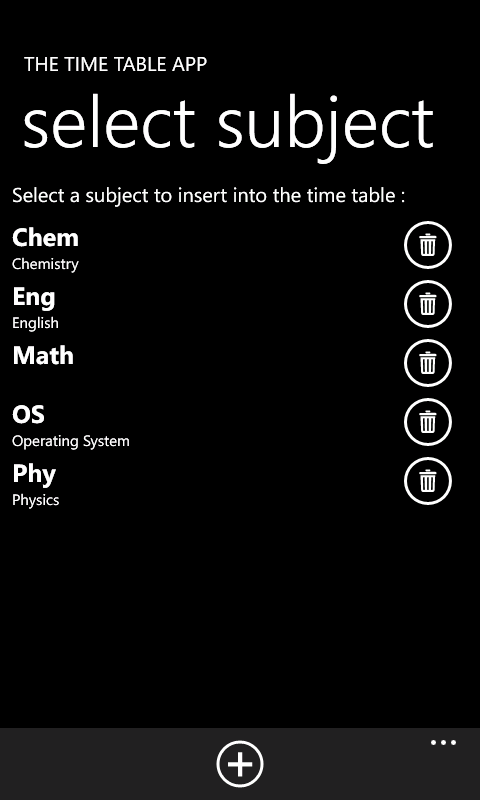 THE TIME TABLE APP
select subject
Select a subject to insert into the time table :
Chem
Chemistry
Eng
English
Math
OS
Operating System
Phy
Physics